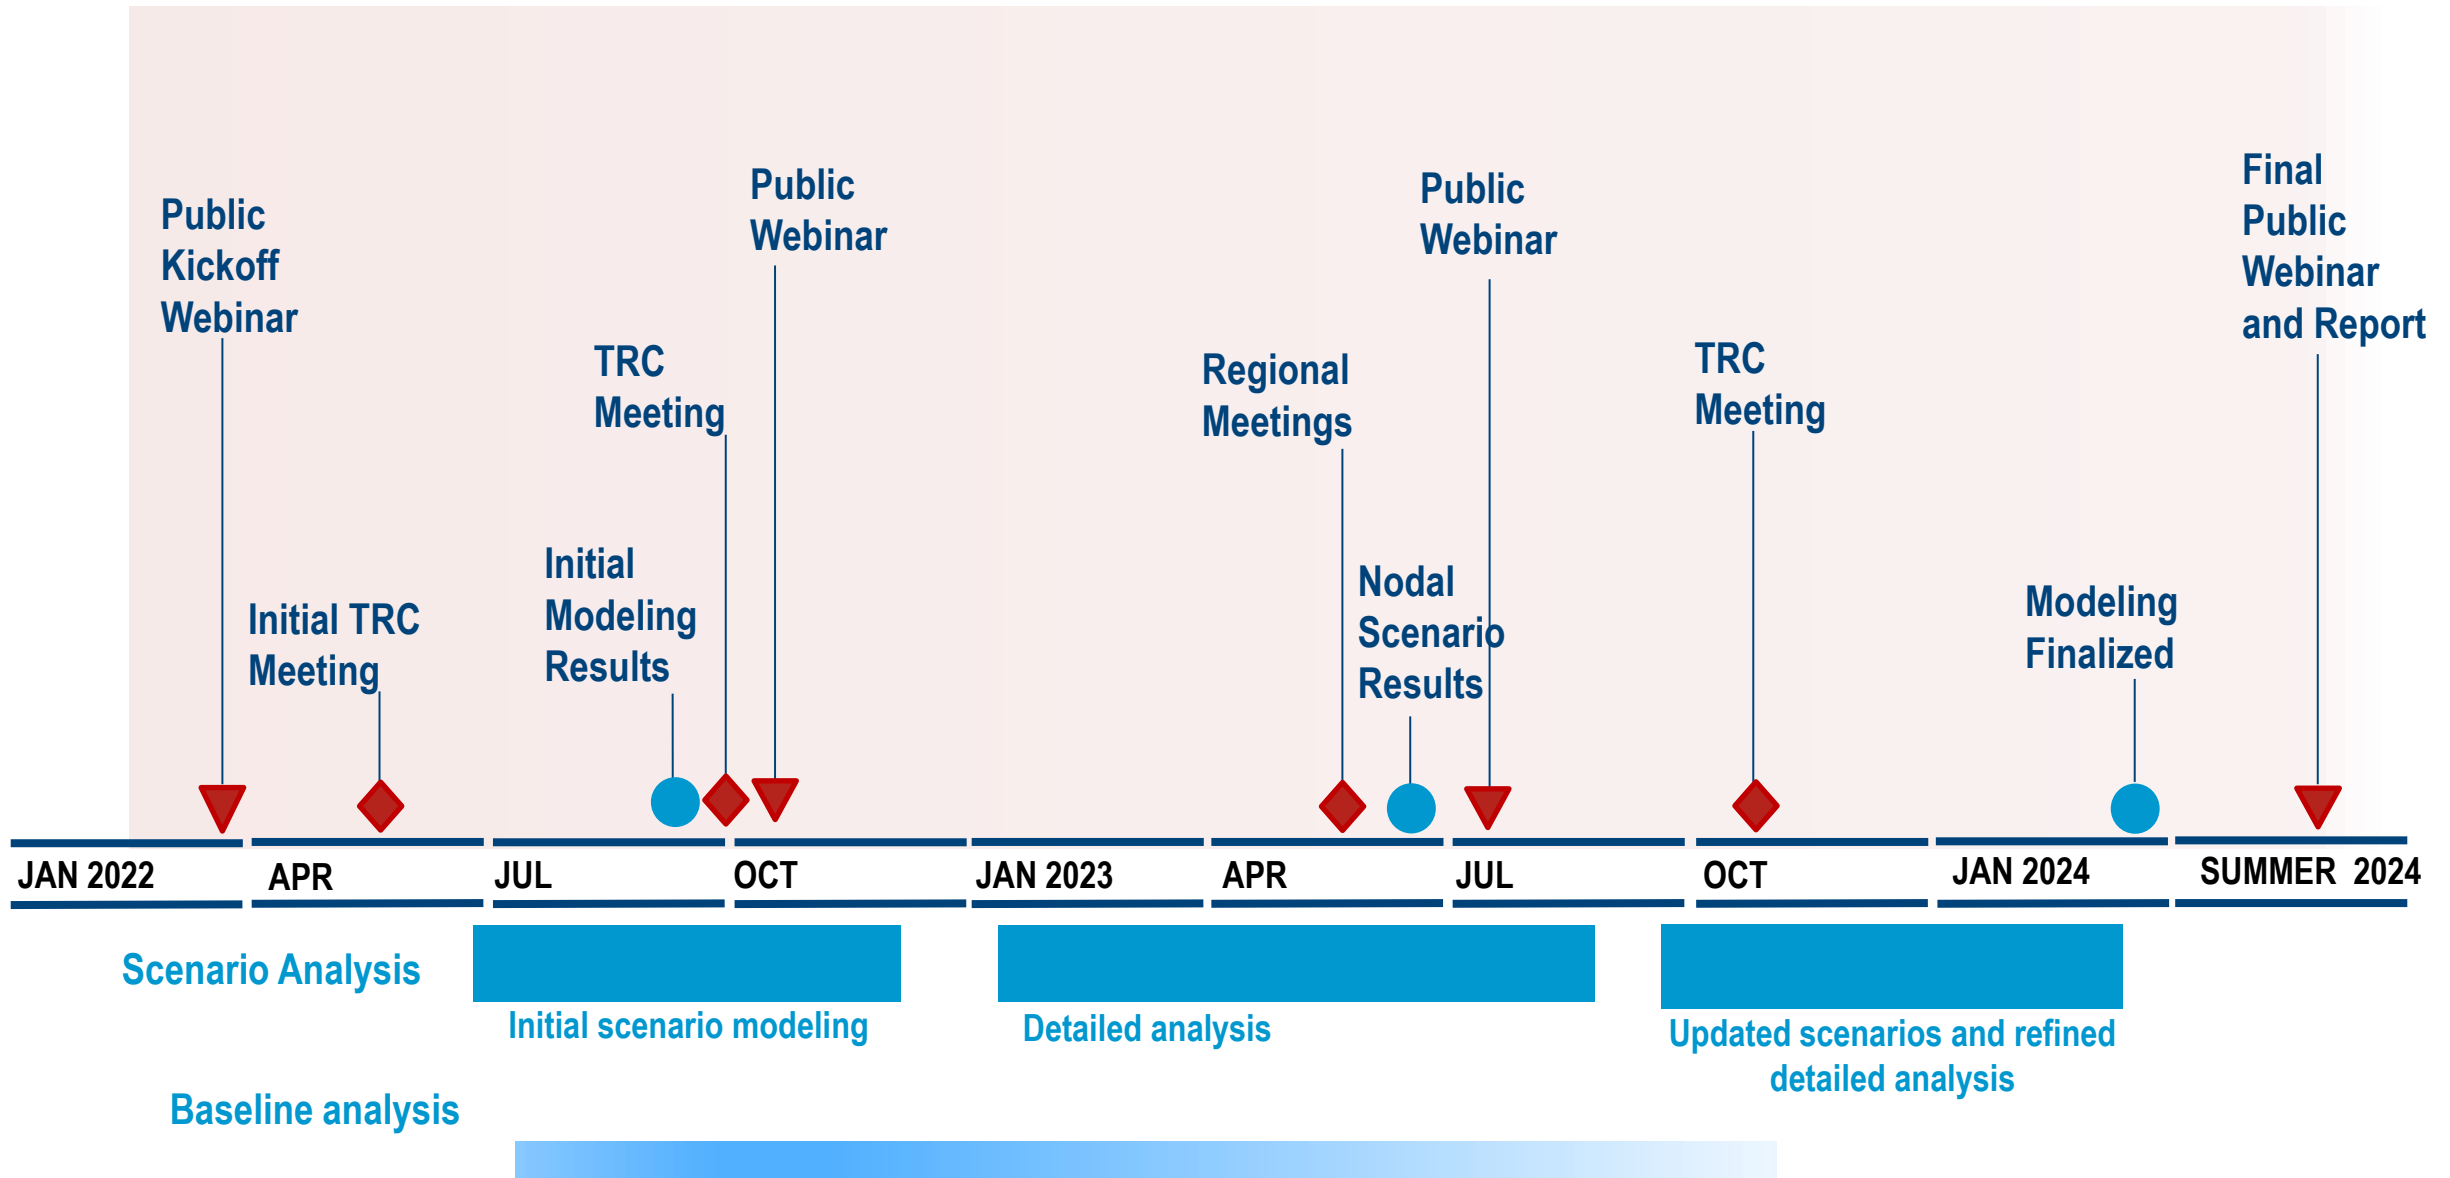 Public
Kickoff
Webinar
Initial TRC
Meeting
Initial
Modeling
Results
TRC
Meeting
Public
Webinar
Regional
Meetings
Nodal
Scenario
Results
Public
Webinar
TRC
Meeting
Modeling
Finalized
Final
Public
Webinar
and Report
JAN 2022
APR
JUL
OCT
JAN 2023
APR
JUL
OCT
JAN 2024
SUMMER 2024
Scenario Analysis
Initial scenario modeling
Detailed analysis
Updated scenarios and refined
detailed analysis
Baseline analysis